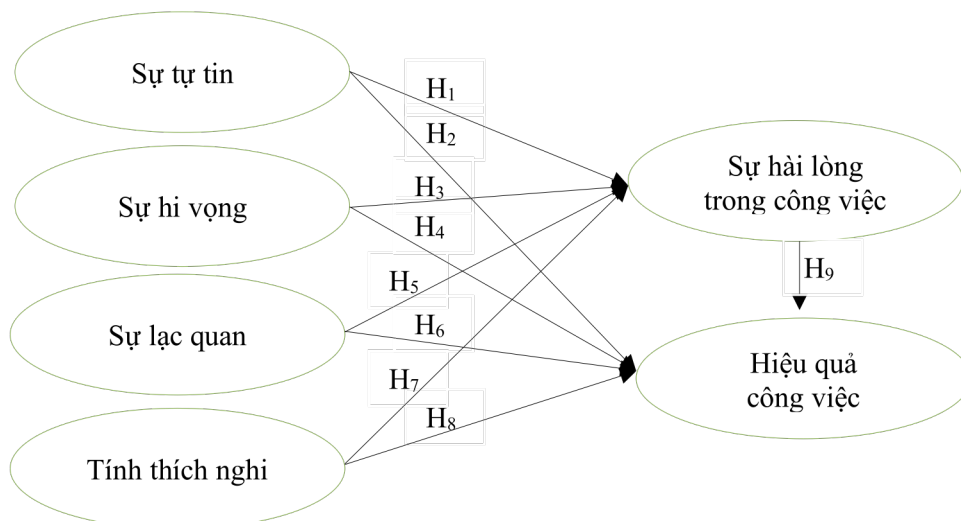 Sự tự tin
Sự hi vọng
Sự lạc quan
Tính thích nghi
H₁
H₂
H₃
H₄
H₅
H₆
H₇
H₈
Sự hài lòng
trong công việc
H₉
Hiệu quả
công việc